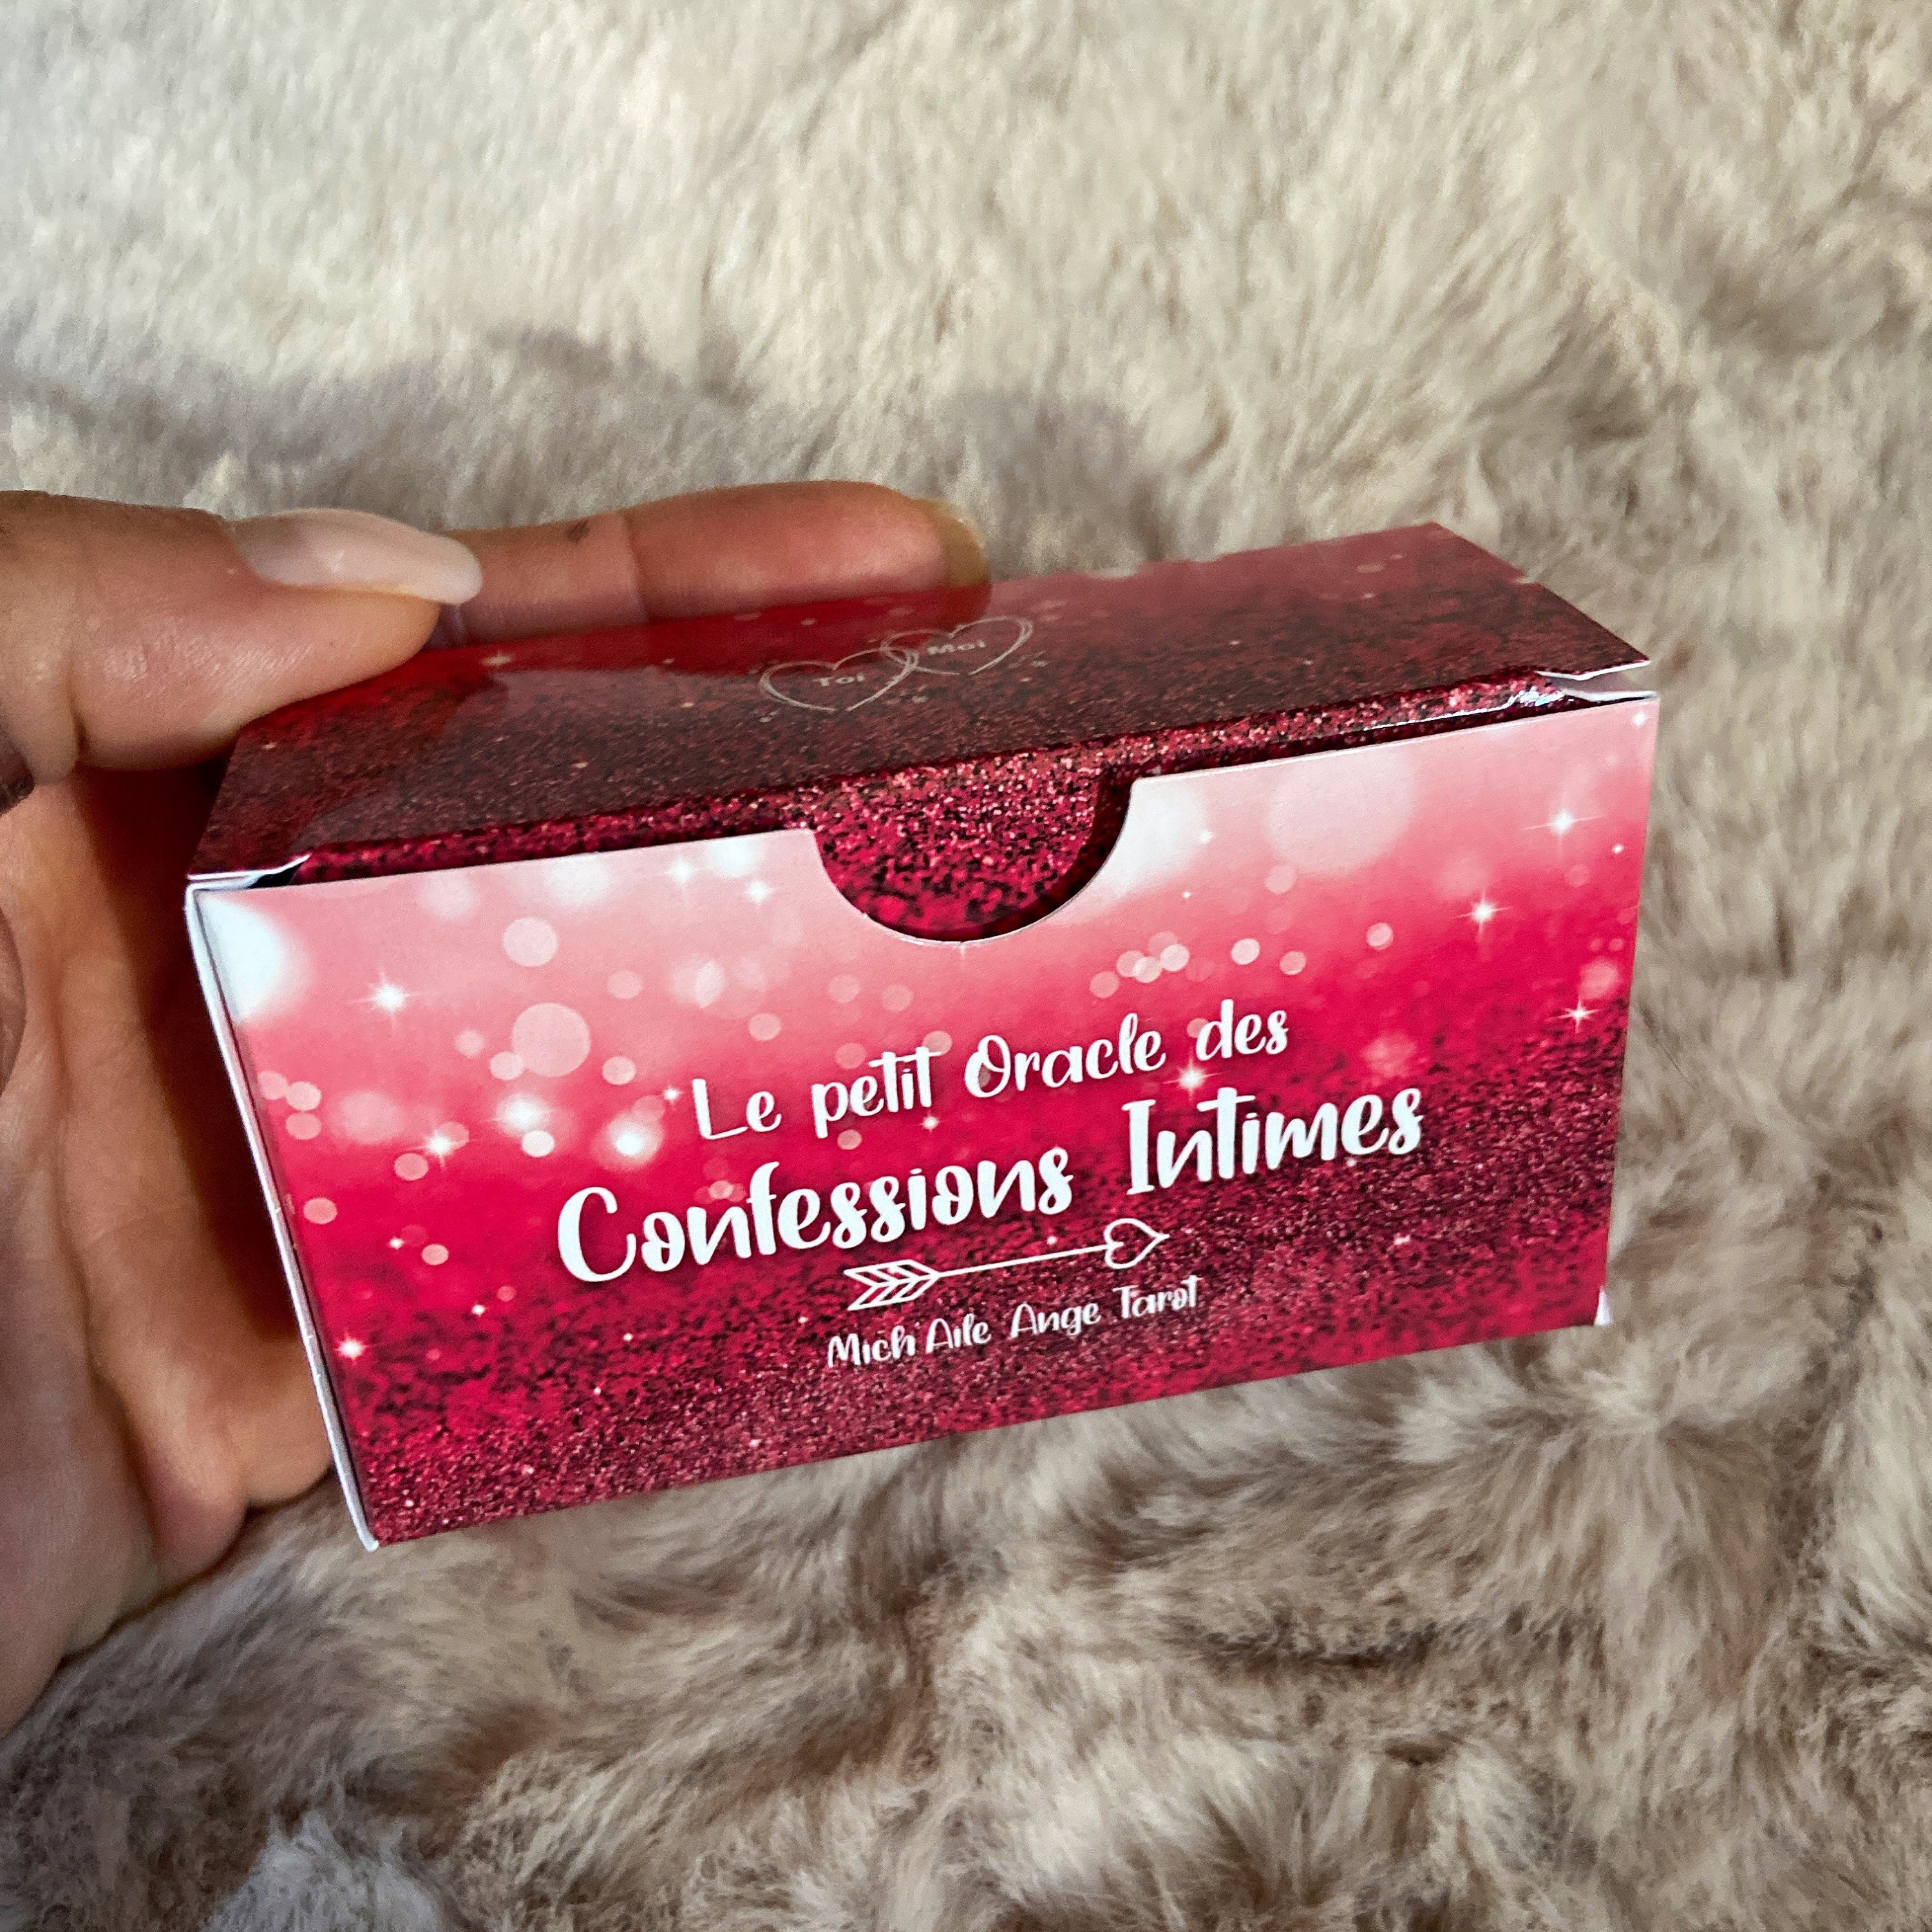 Toi
Moi
Le petit Oracle des
Confessions Intimes
Mich'Aile Ange Tarot